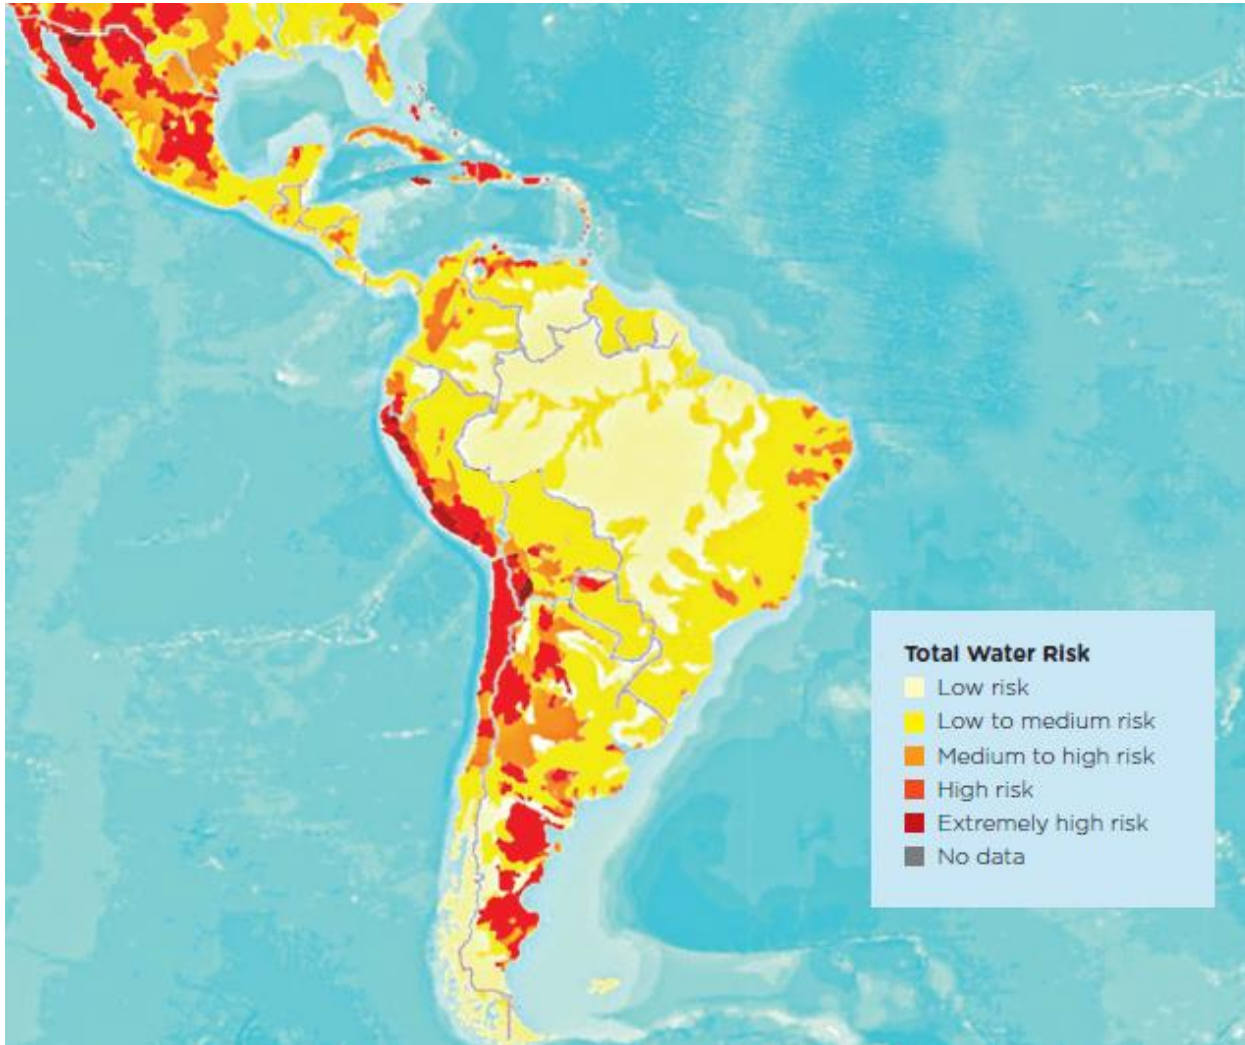 Total Water Risk
Low risk
Low to medium risk
Medium to high risk
High risk
Extremely high risk
No data